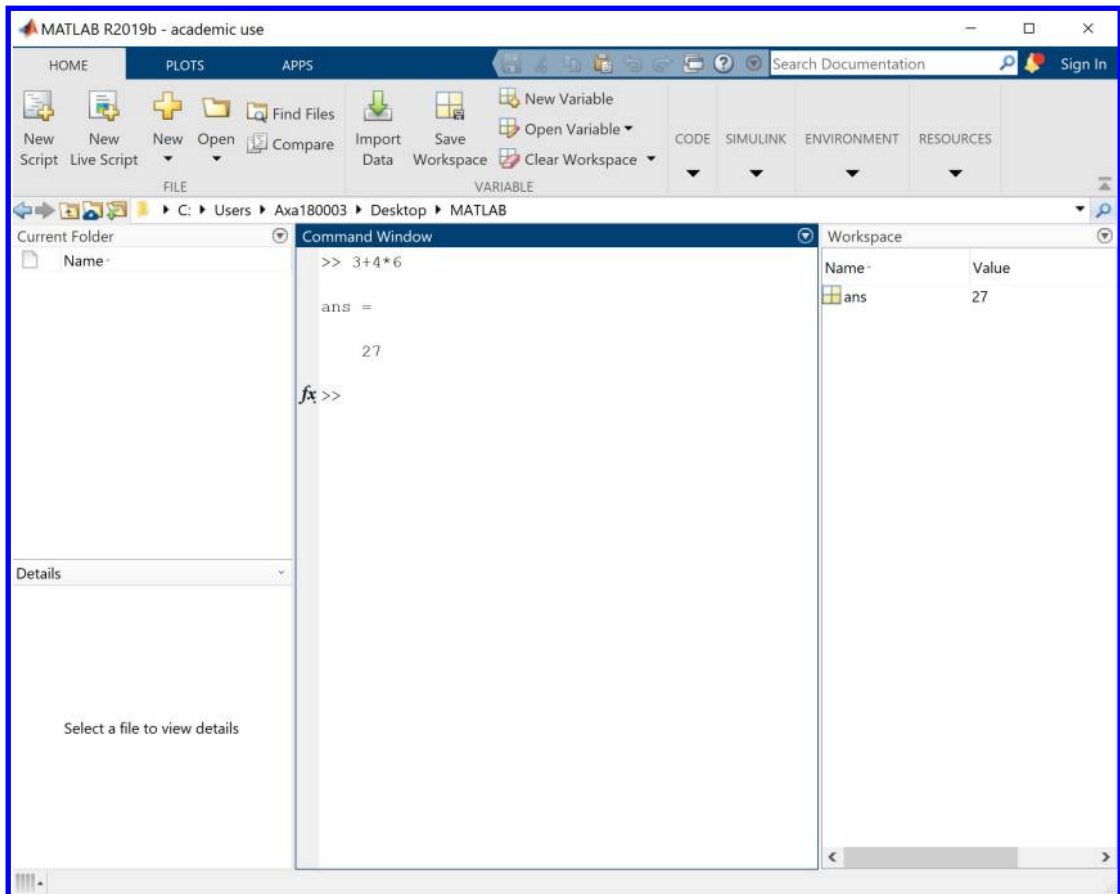 MATLAB R2019b - academic use
HOME PLOTS APPS Search Documentation Sign In
New Script
New Live Script
New
Open
Find Files
Compare
FILE
Import Data
Save Workspace
New Variable
Open Variable
Clear Workspace
VARIABLE
CODE SIMULINK ENVIRONMENT RESOURCES
C: Users Axa180003 Desktop MATLAB
Current Folder
Name
Details
Select a file to view details
Command Window
>> 3+4*6
ans =
27
fx >>
Workspace
Name Value
ans 27